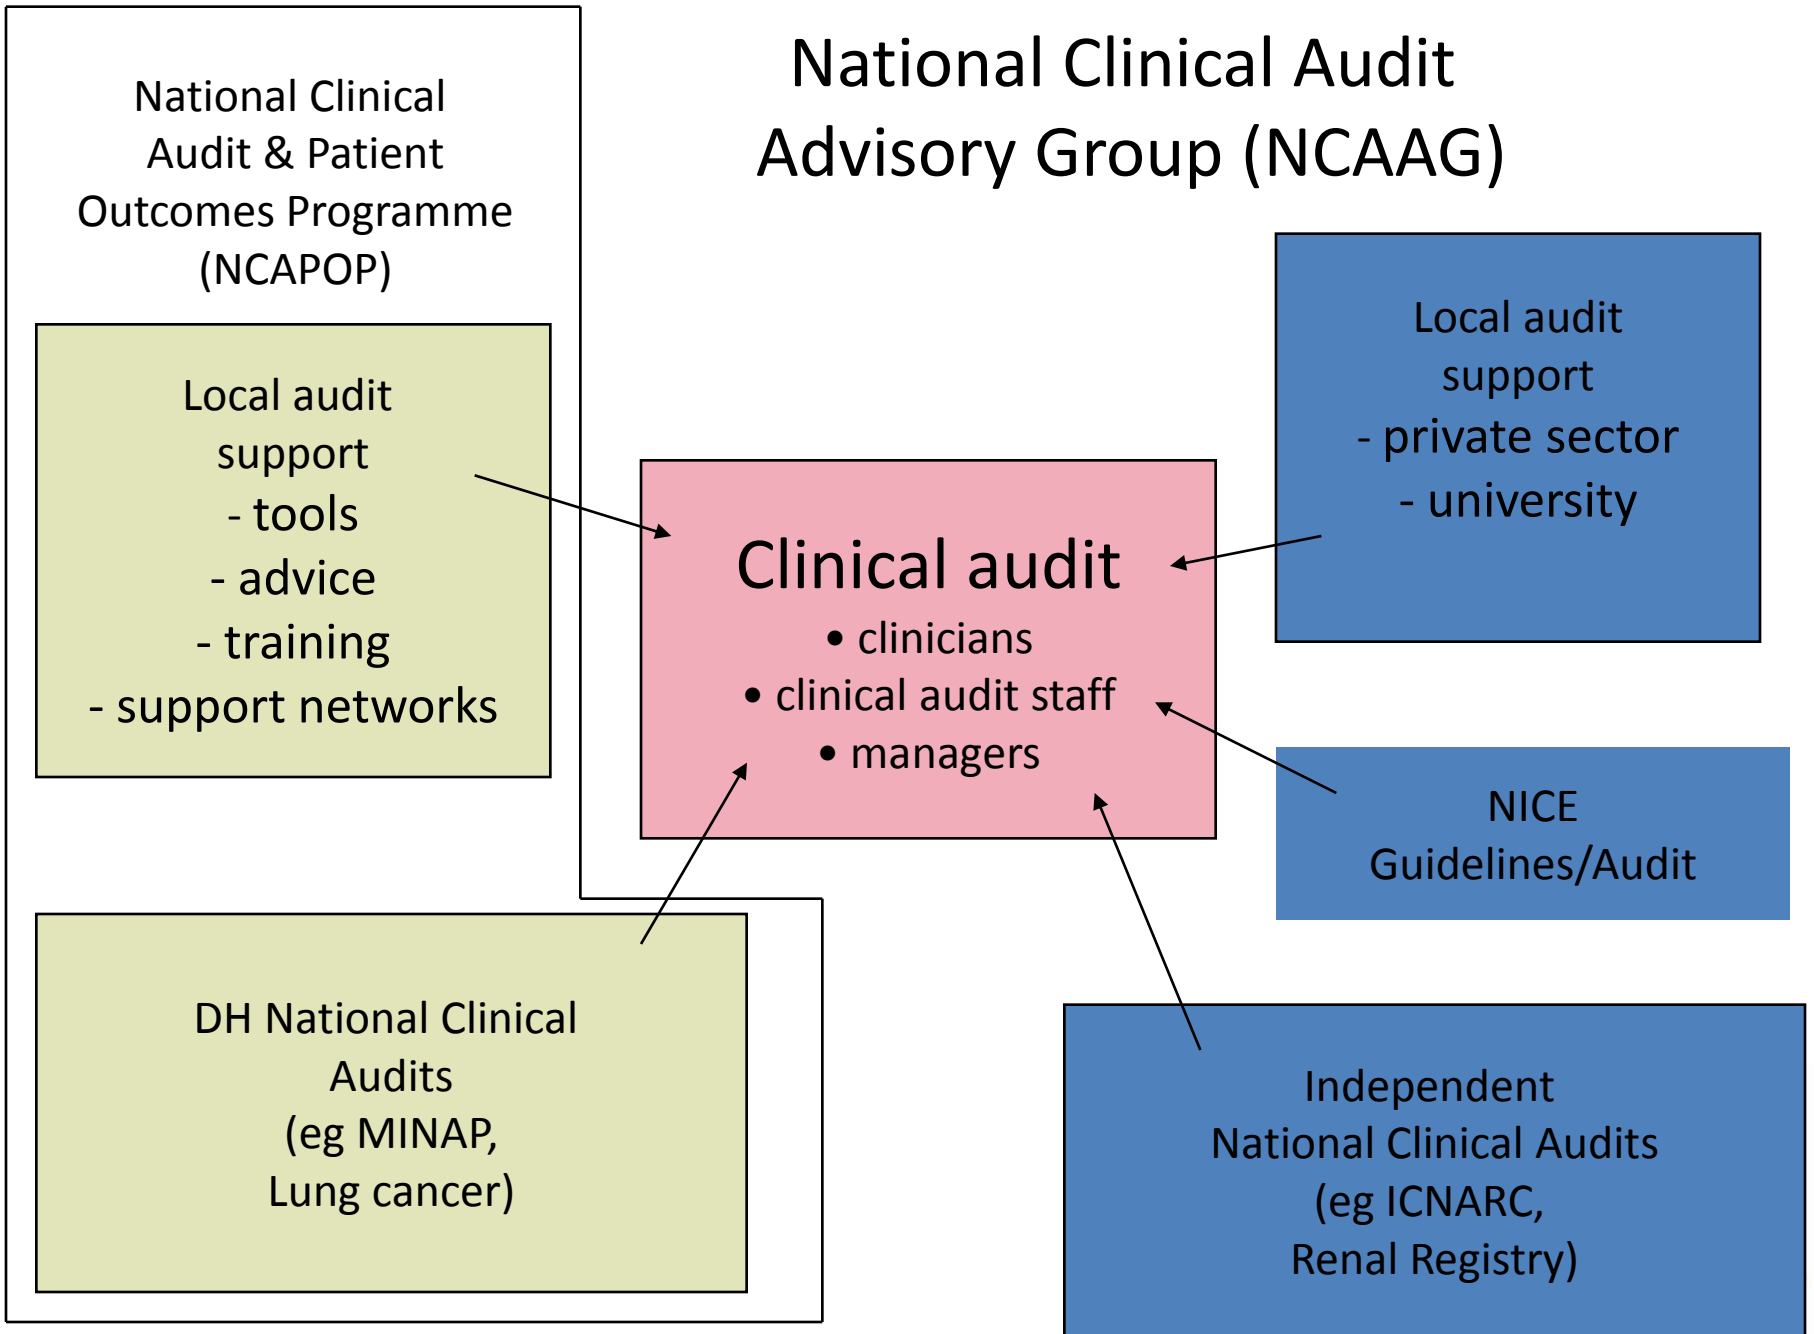 National Clinical Audit
Advisory Group (NCAAG)
National Clinical
Audit & Patient
Outcomes Programme
(NCAPOP)
Local audit
support
- tools
- advice
- training
- support networks
Clinical audit
• clinicians
• clinical audit staff
• managers
Local audit
support
- private sector
- university
NICE
Guidelines/Audit
DH National Clinical
Audits
(eg MINAP,
Lung cancer)
Independent
National Clinical Audits
(eg ICNARC,
Renal Registry)